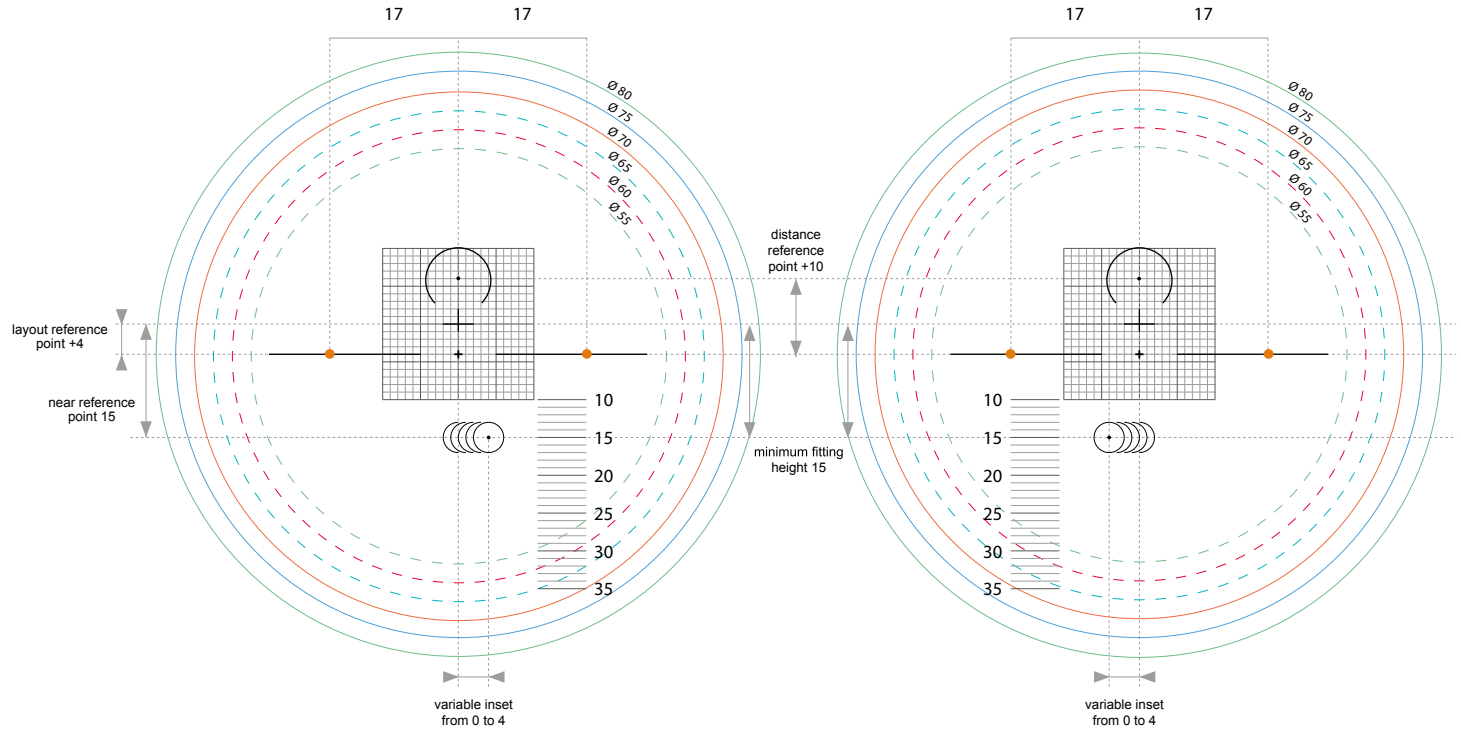 17 17
17 17
Ø 80
Ø 75
Ø 70
Ø 65
Ø 60
Ø 55
Ø 80
Ø 75
Ø 70
Ø 65
Ø 60
Ø 55
distance
reference
point +10
layout reference
point +4
near reference
point 15
10
15
20
25
30
35
minimum fitting
height 15
10
15
20
25
30
35
variable inset
from 0 to 4
variable inset
from 0 to 4